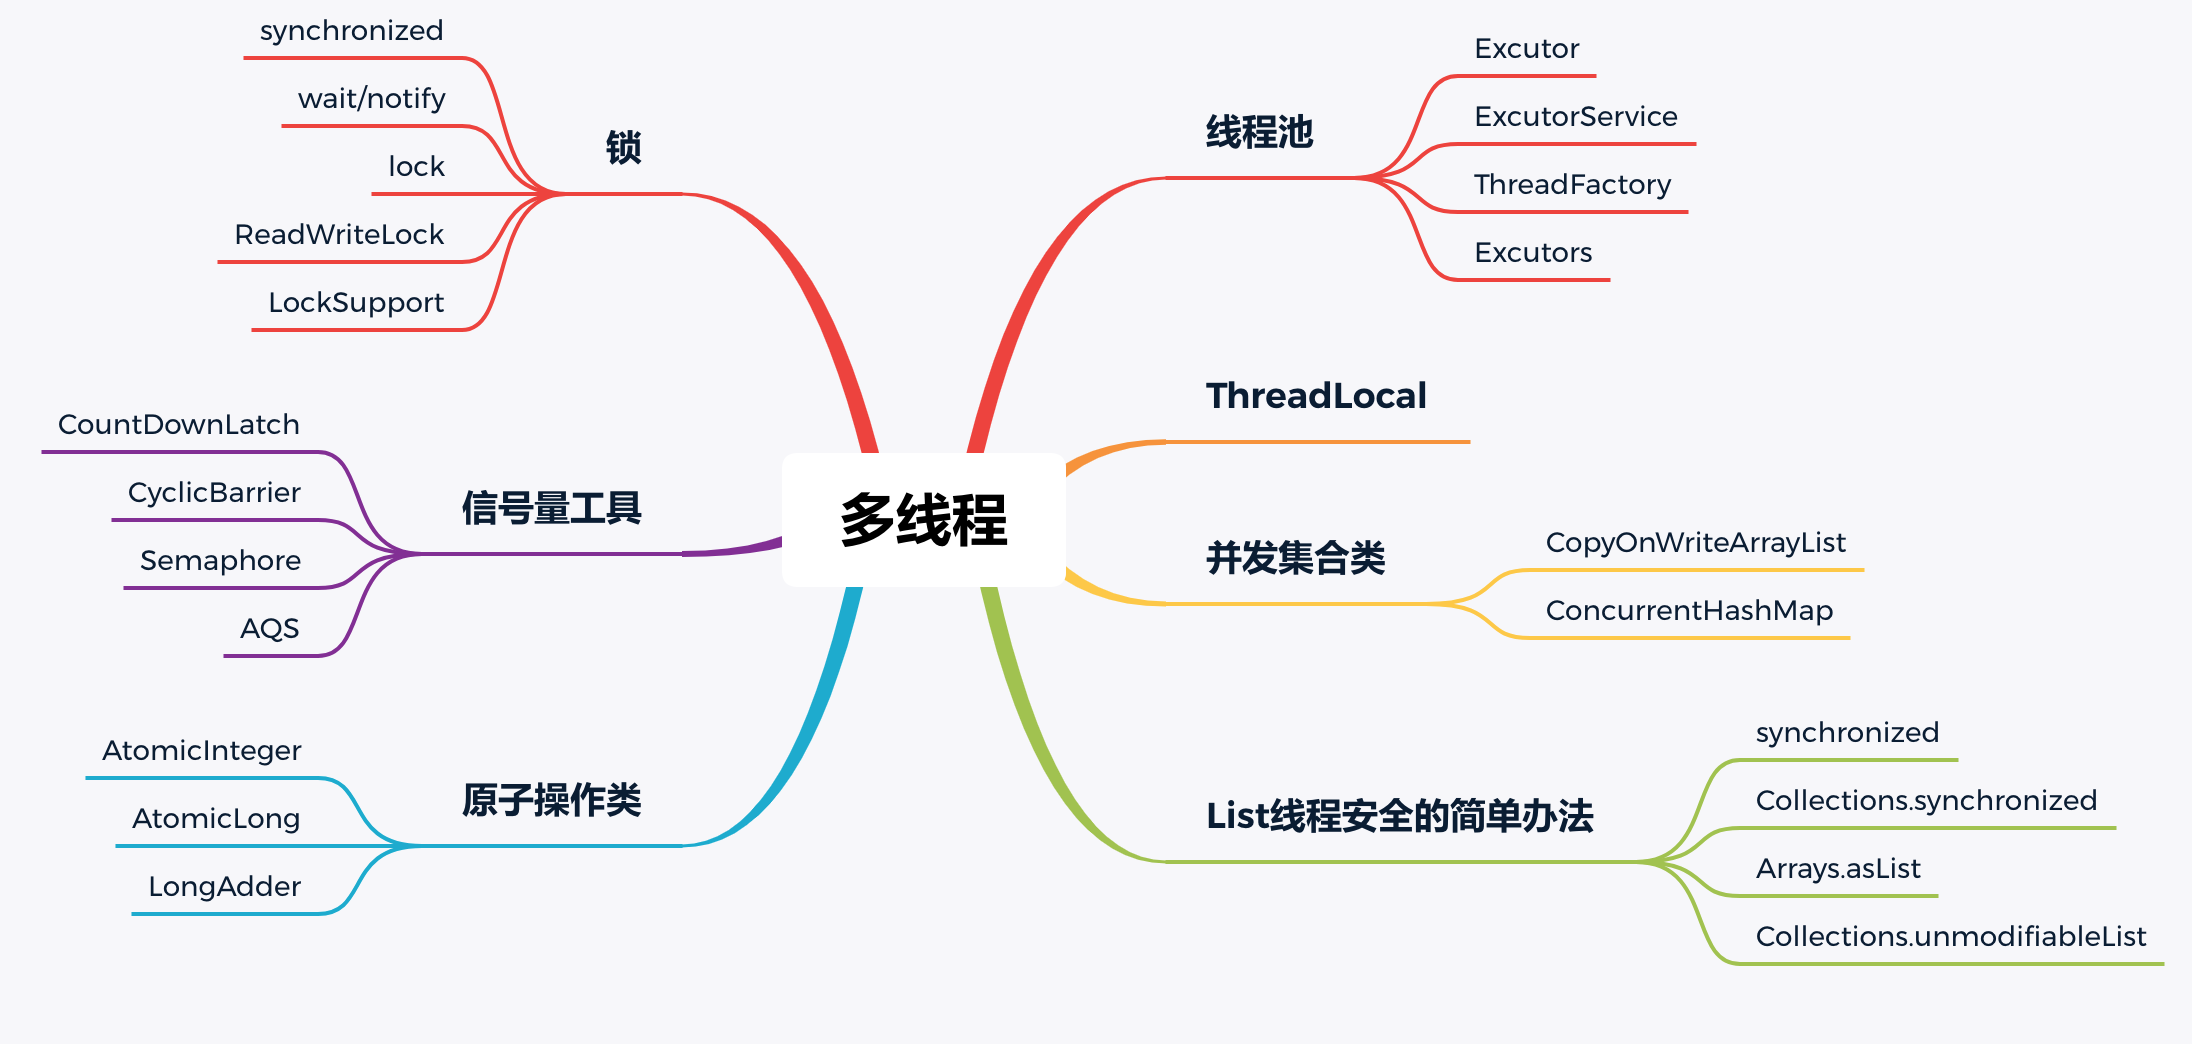 多线程
锁
synchronized
wait/notify
lock
ReadWriteLock
LockSupport
信号量工具
CountDownLatch
CyclicBarrier
Semaphore
AQS
原子操作类
AtomicInteger
AtomicLong
LongAdder
线程池
Excutor
ExcutorService
ThreadFactory
Excutors
ThreadLocal
并发集合类
CopyOnWriteArrayList
ConcurrentHashMap
List线程安全的简单办法
synchronized
Collections.synchronized
Arrays.asList
Collections.unmodifiableList